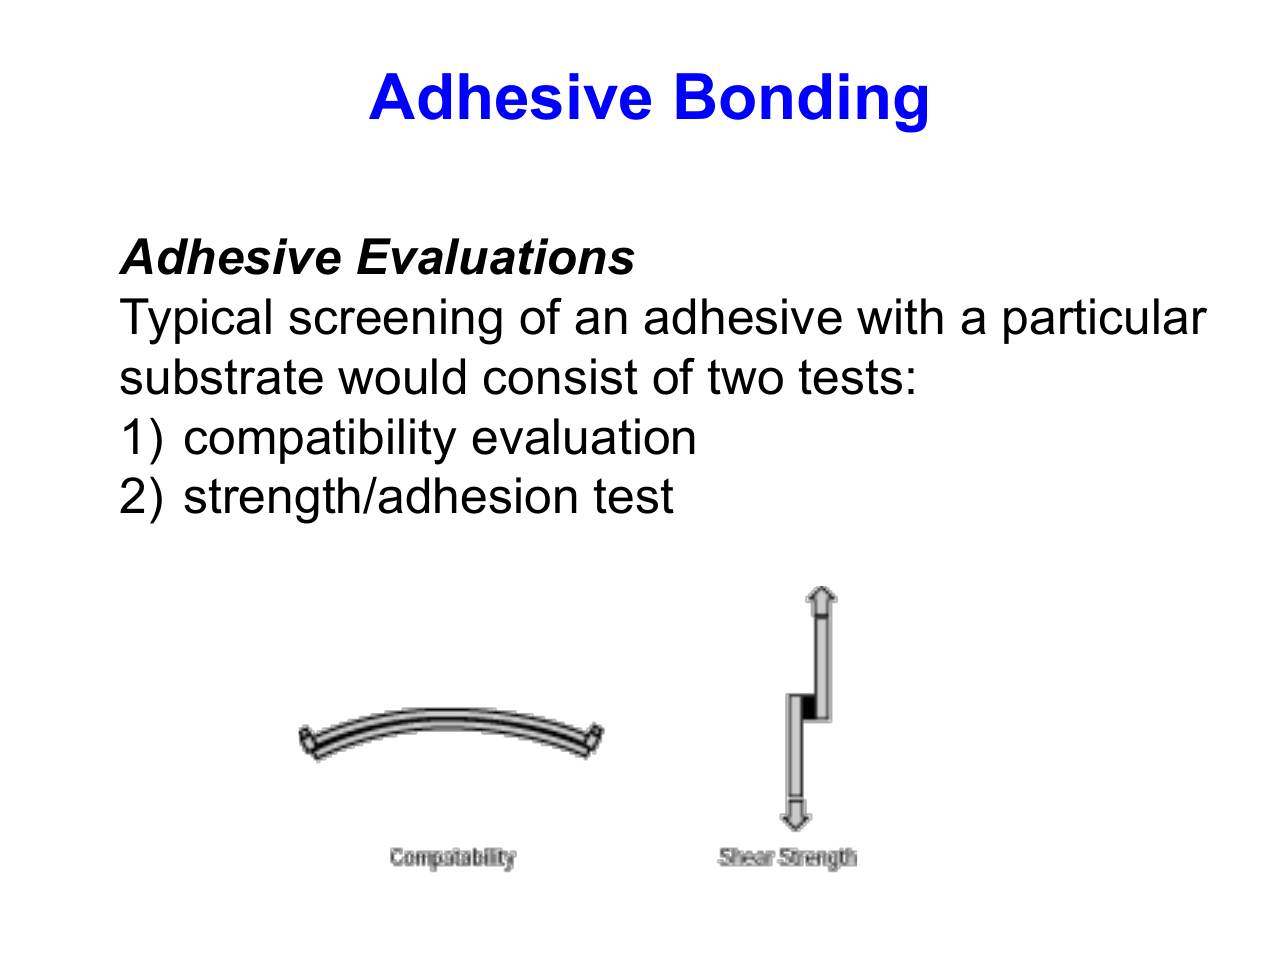 Adhesive Bonding
Adhesive Evaluations
Typical screening of an adhesive with a particular
substrate would consist of two tests:
1) compatibility evaluation
2) strength/adhesion test
Compatability
Shear Strength